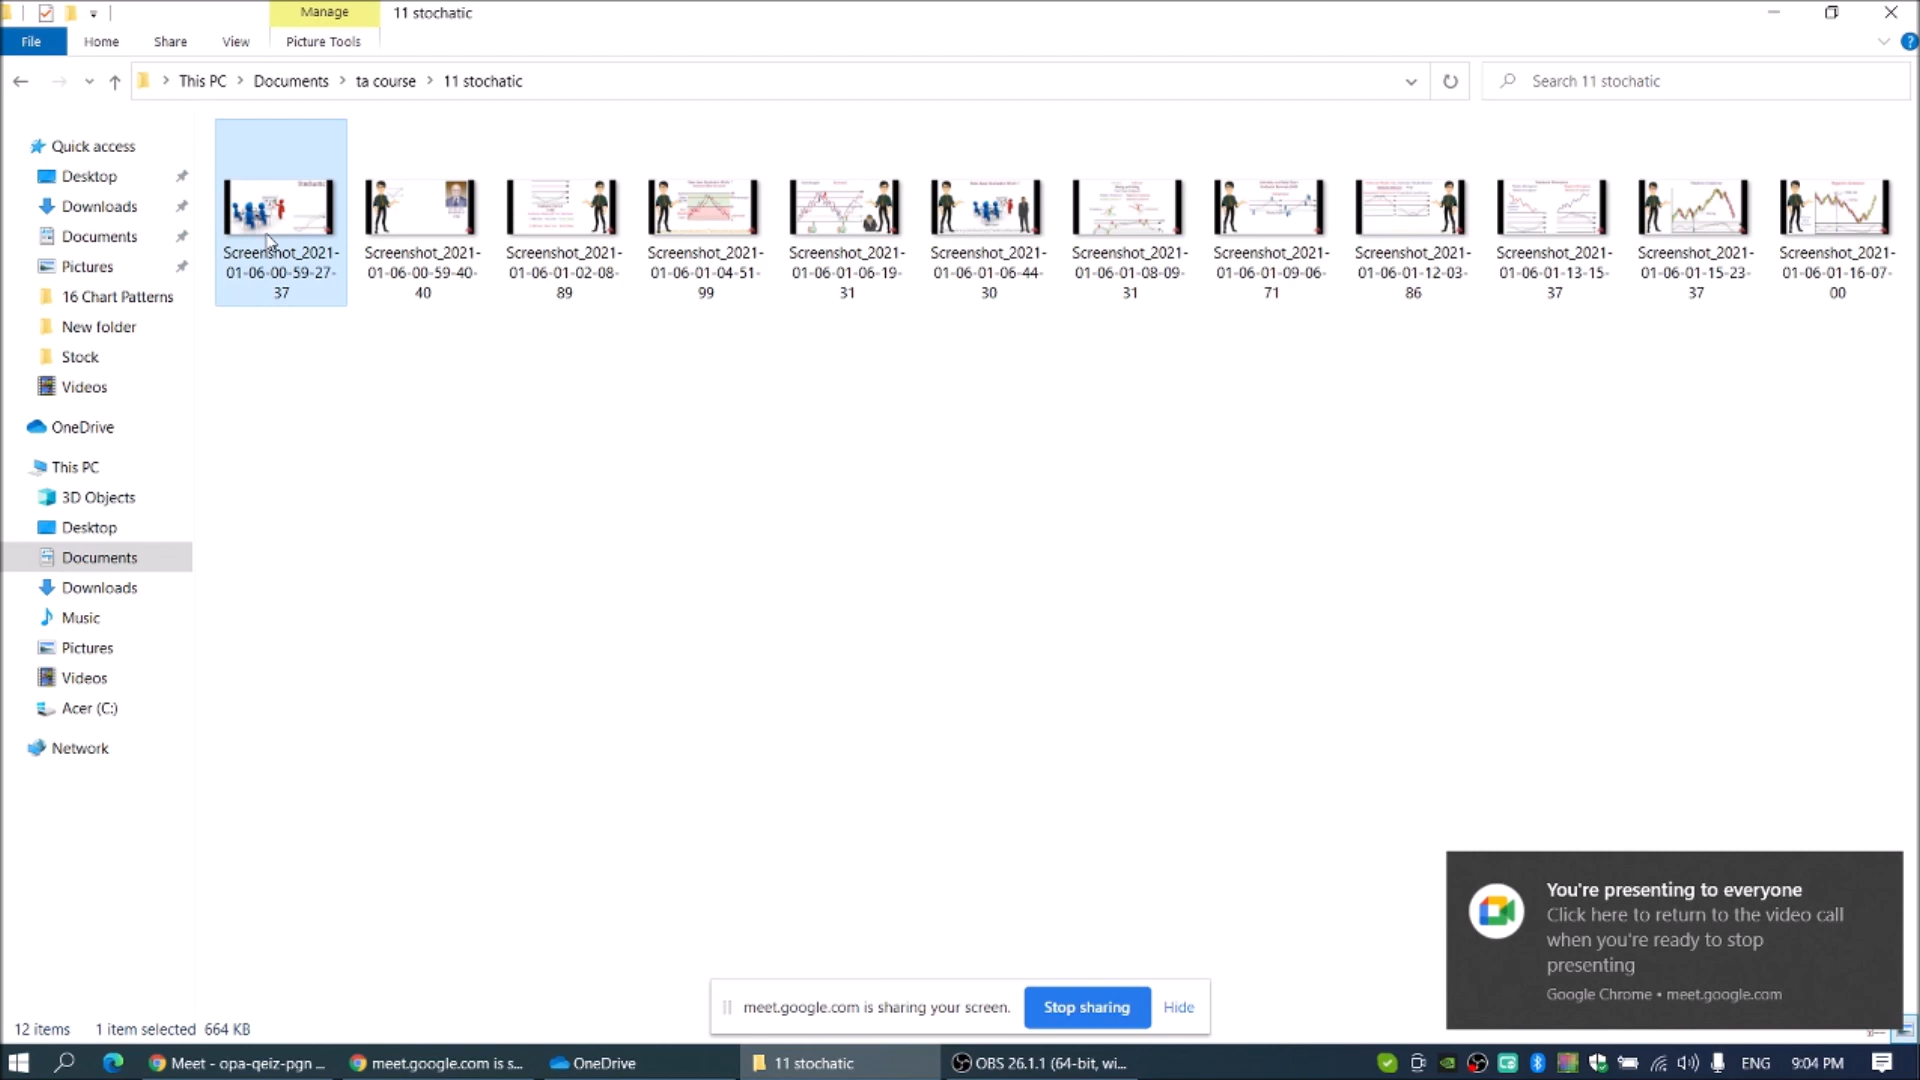 Manage
11 stochatic
File
Home
Share
View
Picture Tools
This PC
Documents
ta course
11 stochatic
Search 11 stochatic
Quick access
Desktop
Downloads
Documents
Pictures
16 Chart Patterns
New folder
Stock
Videos
OneDrive
This PC
3D Objects
Desktop
Documents
Downloads
Music
Pictures
Videos
Acer (C:)
Network
Screenshot_2021-
01-06-00-59-27-
37
Screenshot_2021-
01-06-00-59-40-
40
Screenshot_2021-
01-06-01-02-08-
89
Screenshot_2021-
01-06-01-04-51-
99
Screenshot_2021-
01-06-01-06-19-
31
Screenshot_2021-
01-06-01-06-44-
30
Screenshot_2021-
01-06-01-08-09-
31
Screenshot_2021-
01-06-01-09-06-
71
Screenshot_2021-
01-06-01-12-03-
86
Screenshot_2021-
01-06-01-13-15-
37
Screenshot_2021-
01-06-01-15-23-
37
Screenshot_2021-
01-06-01-16-07-
00
You're presenting to everyone
Click here to return to the video call
when you're ready to stop
presenting
Google Chrome • meet.google.com
meet.google.com is sharing your screen.
Stop sharing
Hide
12 items
1 item selected 664 KB
Meet - opa-qeiz-pgn ...
meet.google.com is s...
OneDrive
11 stochatic
OBS 26.1.1 (64-bit, wi...
ENG
9:04 PM